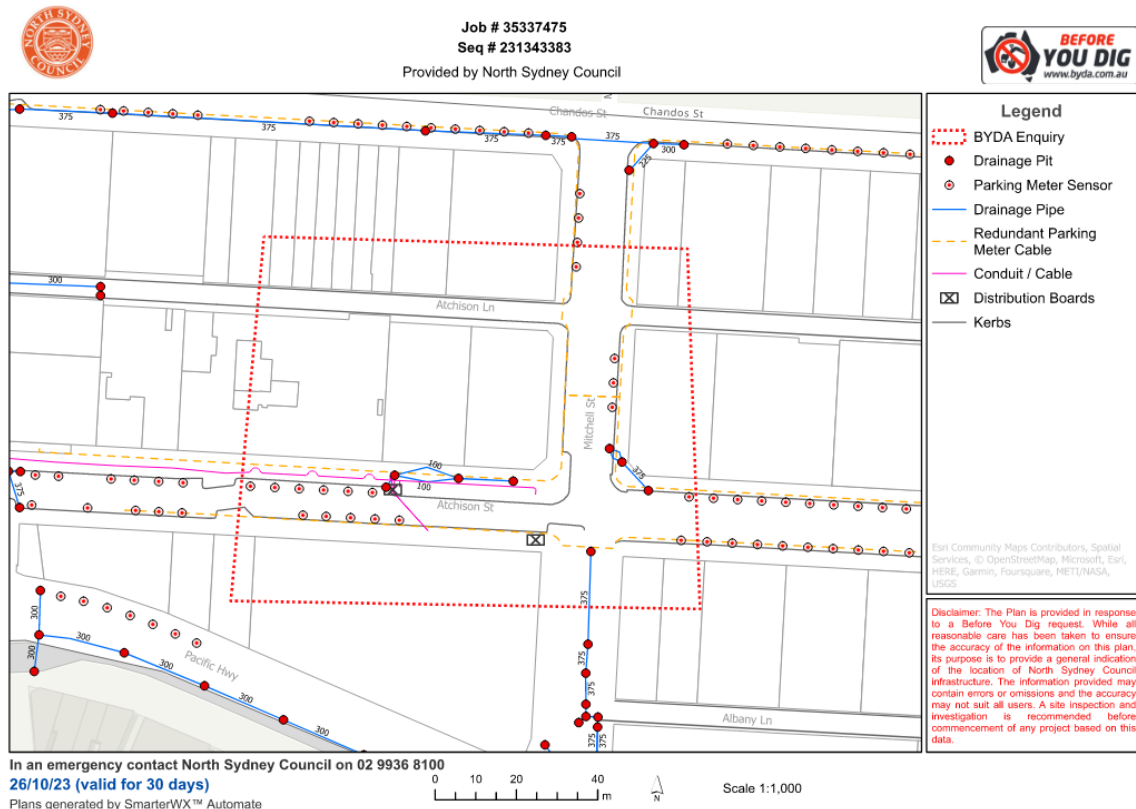 NORTH SYDNEY
COUNCIL
Job # 35337475
Seq # 231343383
Provided by North Sydney Council
BEFORE
YOU DIG
www.byda.com.au
Chandos St
Chandos St
N
375
375
375
375
375
300
225
300
Atchison Ln
Mitchell St
375
100
100
Atchison St
375
375
300
300
300
300
300
300
Pacific Hwy
375
375
375
375
375
Albany Ln
Legend
BYDA Enquiry
Drainage Pit
Parking Meter Sensor
Drainage Pipe
Redundant Parking
Meter Cable
Conduit / Cable
Distribution Boards
Kerbs
Esri Community Maps Contributors, Spatial
Services, © OpenStreetMap, Microsoft, Esri,
HERE, Garmin, Foursquare, METI/NASA,
USGS
Disclaimer: The Plan is provided in response
to a Before You Dig request. While all
reasonable care has been taken to ensure
the accuracy of the information on this plan,
its purpose is to provide a general indication
of the location of North Sydney Council
infrastructure. The information provided may
contain errors or omissions and the accuracy
may not suit all users. A site inspection and
investigation is recommended before
commencement of any project based on this
data.
In an emergency contact North Sydney Council on 02 9936 8100
26/10/23 (valid for 30 days)
Plans generated by SmarterWX™ Automate
0 10 20 40
m
N
Scale 1:1,000